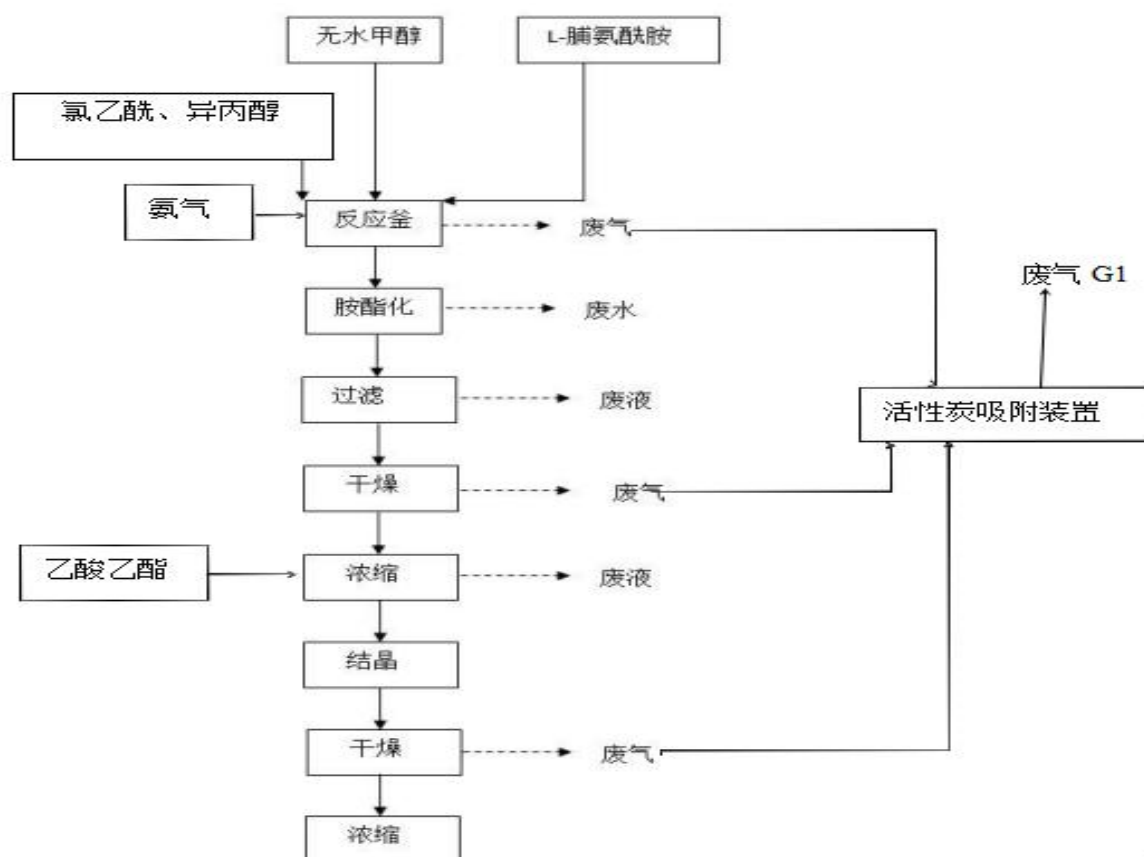 无水甲醇
L-脯氨酰胺
氯乙酰、异丙醇
氨气
反应釜
废气
废气 G1
胺酯化
废水
过滤
废液
活性炭吸附装置
干燥
废气
乙酸乙酯
浓缩
废液
结晶
干燥
废气
浓缩